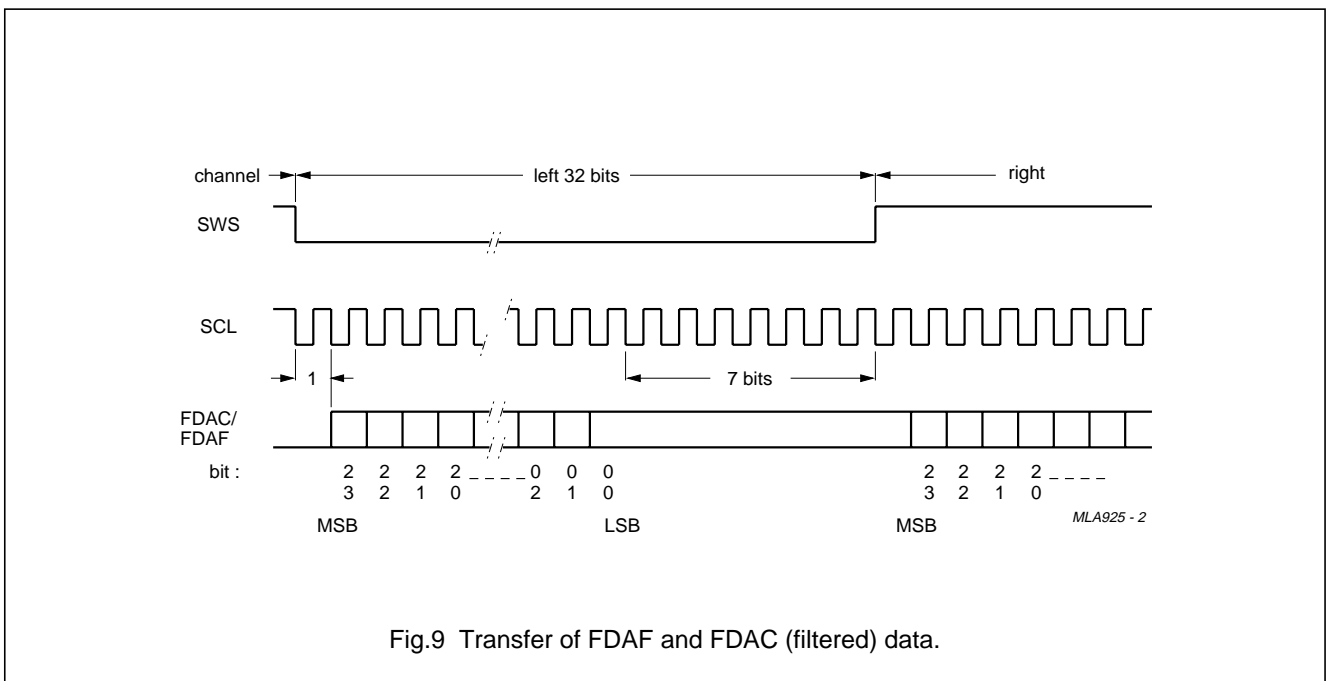 channel left 32 bits right
SWS
SCL
1 7 bits
FDAC/
FDAF
bit : 2 2 2 2 _ _ _ _ 0 0 0 2 2 2 2 _ _ _ _
3 2 1 0 2 1 0 3 2 1 0
MSB LSB MSB MLA925 - 2
Fig.9 Transfer of FDAF and FDAC (filtered) data.